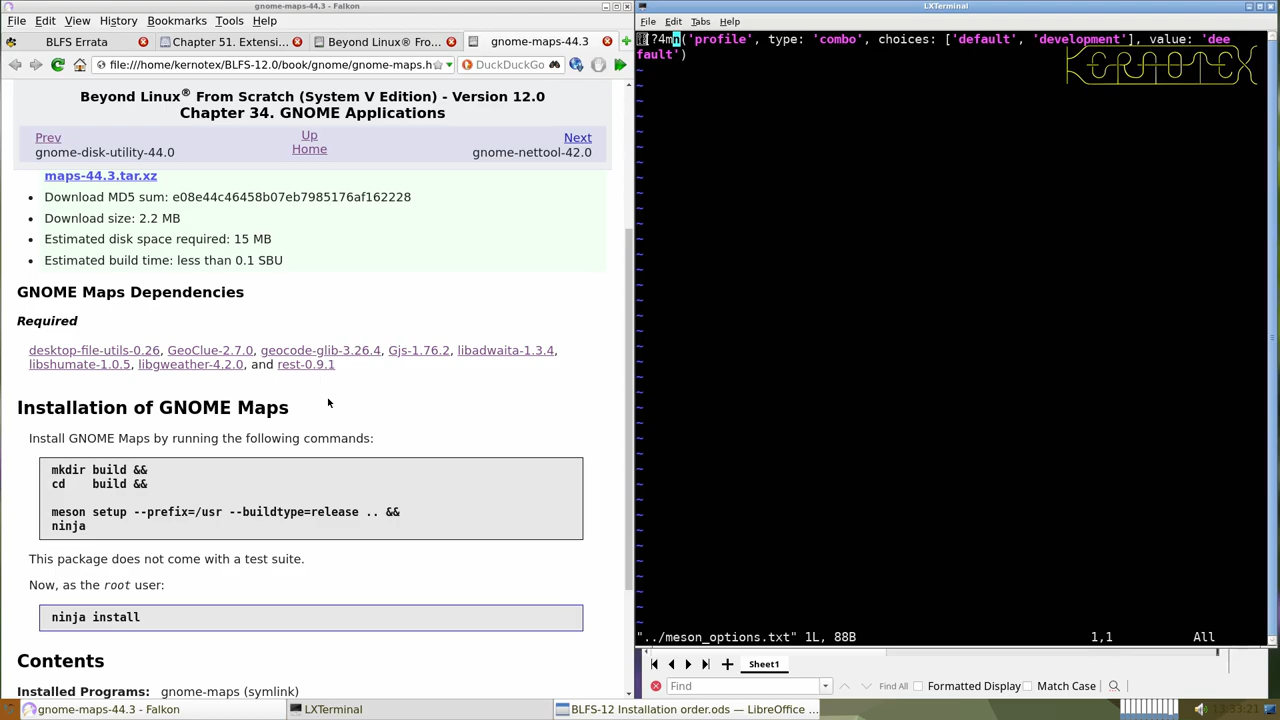 gnome-maps-44.3 - Falkon
File Edit View History Bookmarks Tools Help
BLFS Errata
Chapter 51. Extensi...
Beyond Linux® Fro...
gnome-maps-44.3
file:///home/kernou/BLFS-12.0/book/gnome/gnome-maps.h
DuckDuckGo
Beyond Linux® From Scratch (System V Edition) - Version 12.0
Chapter 34. GNOME Applications
Prev
gnome-disk-utility-44.0
Up
Home
Next
gnome-nettool-42.0
maps-44.3.tar.xz
Download MD5 sum: e08e44c46458b07eb7985176af162228
Download size: 2.2 MB
Estimated disk space required: 15 MB
Estimated build time: less than 0.1 SBU
GNOME Maps Dependencies
Required
desktop-file-utils-0.26, GeoClue-2.7.0, geocode-glib-3.26.4, Gjs-1.76.2, libadwaita-1.3.4,
libshumate-1.0.5, libgweather-4.2.0, and rest-0.9.1
Installation of GNOME Maps
Install GNOME Maps by running the following commands:
mkdir build &&
cd    build &&
meson setup --prefix=/usr --buildtype=release .. &&
ninja
This package does not come with a test suite.
Now, as the root user:
ninja install
Contents
Installed Programs: gnome-maps (symlink)
LXTerminal
File Edit Tabs Help
[?4mn('profile', type: 'combo', choices: ['default', 'development'], value: 'dee
fault')
"../meson_options.txt" 1L, 88B 1,1 All
Sheet1
Find
Find All
Formatted Display
Match Case
gnome-maps-44.3 - Falkon
LXTerminal
BLFS-12 Installation order.ods — LibreOffice ...
13:33:21